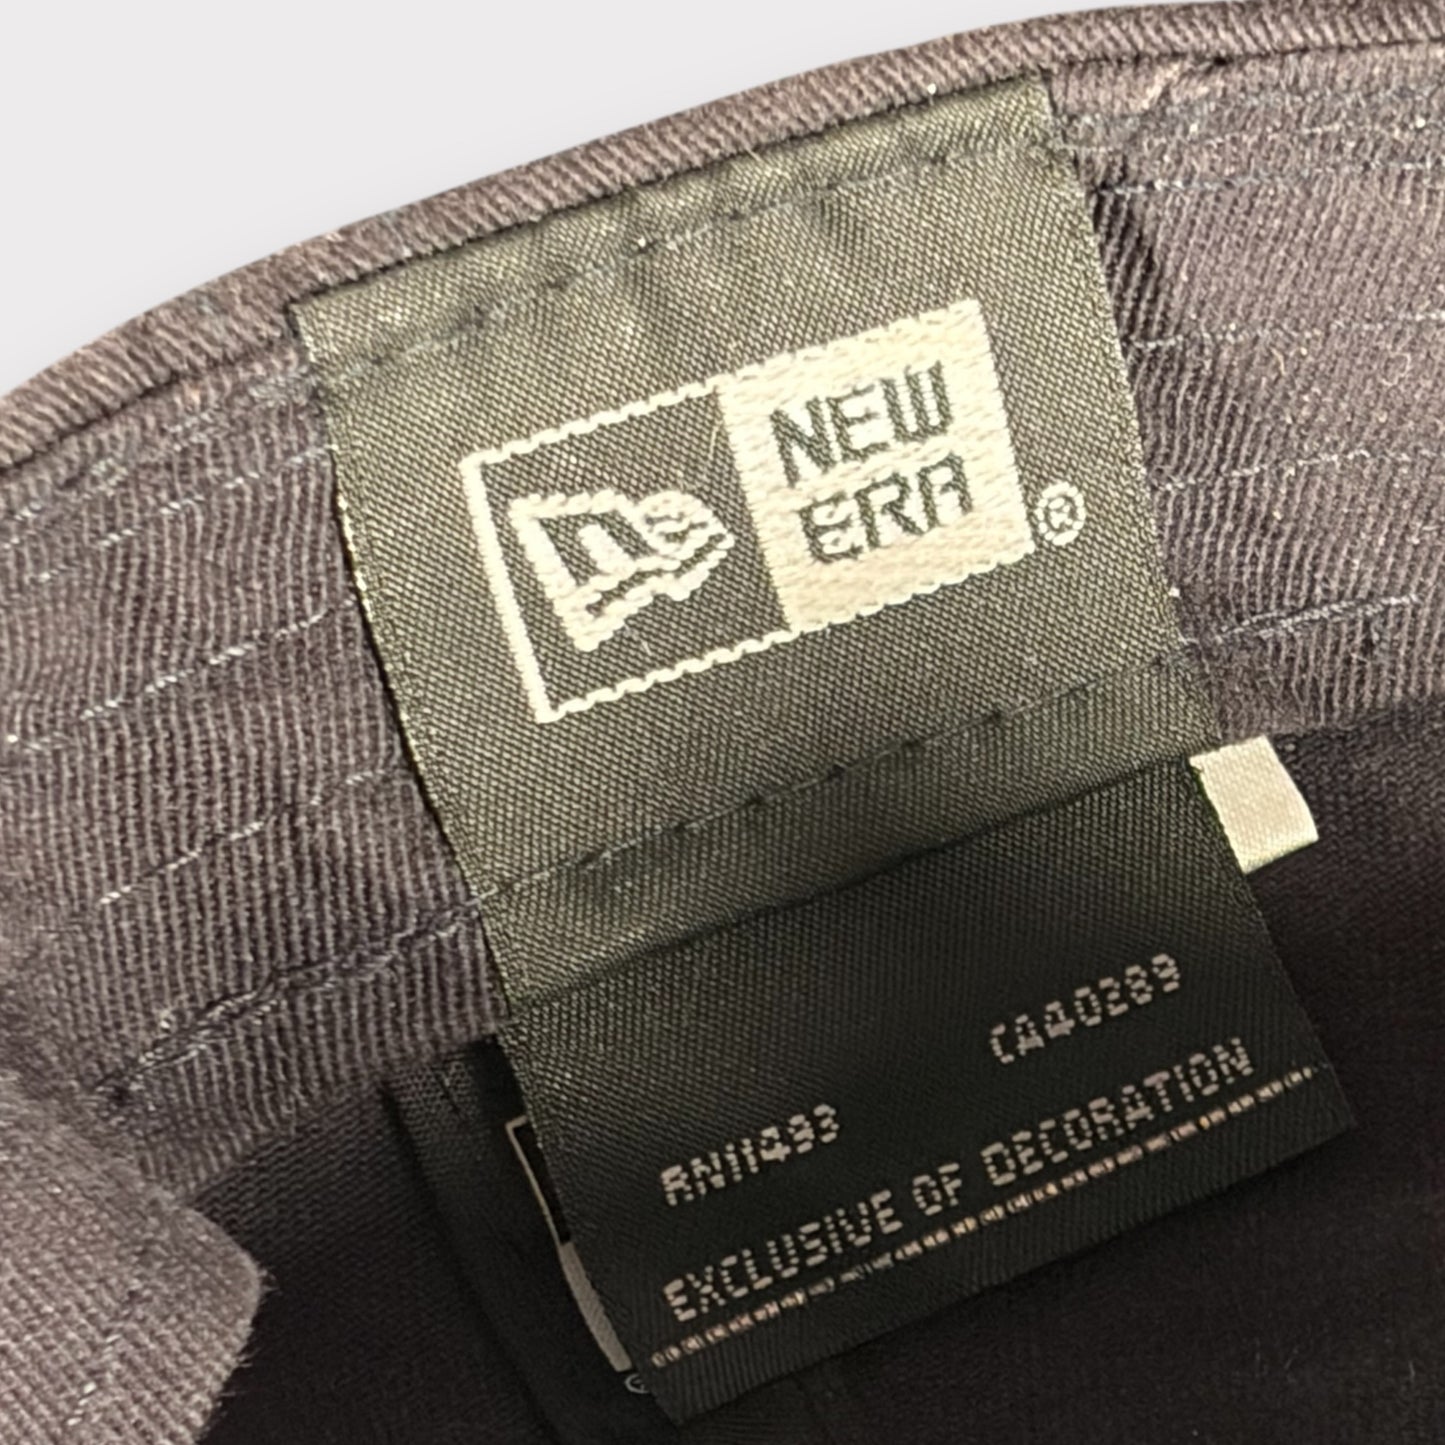 NEW
ERA
®
RN11493 CA40289
EXCLUSIVE OF DECORATION